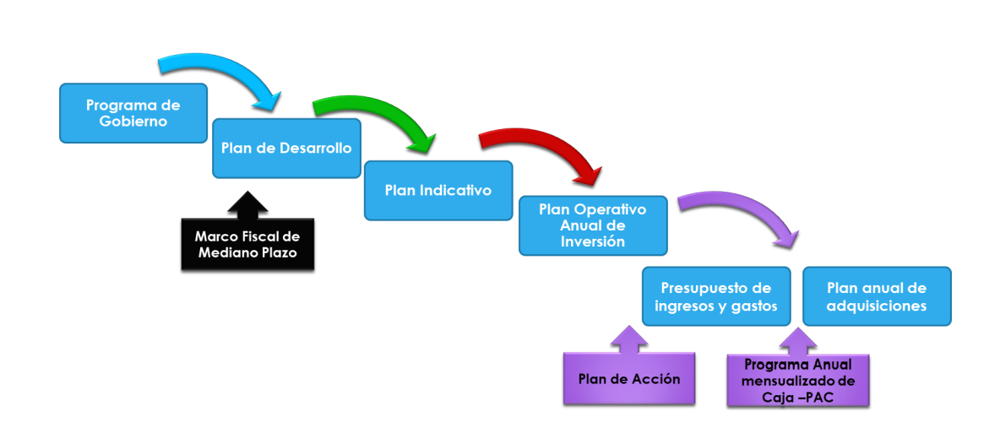 Programa de
Gobierno
Plan de Desarrollo
Plan Indicativo
Plan Operativo
Anual de
Inversión
Marco Fiscal de
Mediano Plazo
Presupuesto de
ingresos y gastos
Plan anual de
adquisiciones
Plan de Acción
Programa Anual
mensualizado de
Caja –PAC